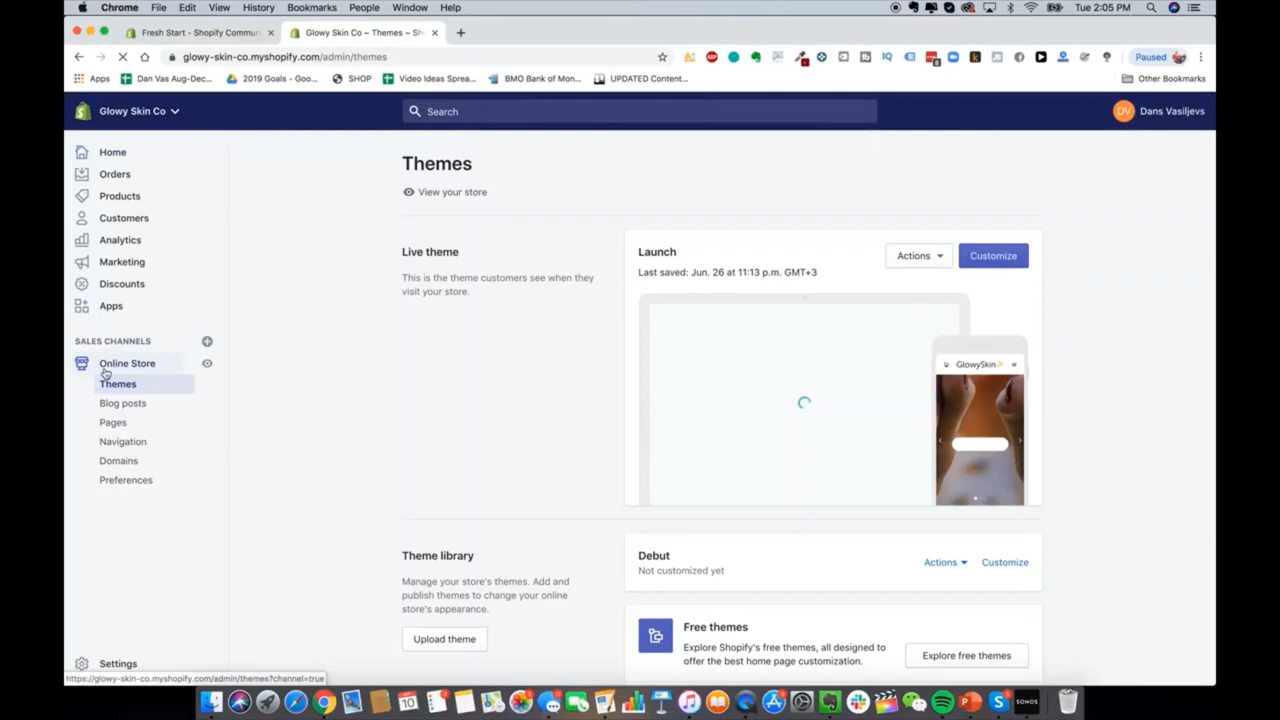 Chrome File Edit View History Bookmarks People Window Help
Tue 2:05 PM
Fresh Start - Shopify Commun
Glowy Skin Co ~ Themes ~ Sh
glowy-skin-co.myshopify.com/admin/themes
Paused
Apps
Dan Vas Aug-Dec...
2019 Goals - Goo...
SHOP
Video Ideas Sprea...
BMO Bank of Mon...
UPDATED Content...
Other Bookmarks
Glowy Skin Co
Search
DV
Dans Vasiljevs
Home
Orders
Products
Customers
Analytics
Marketing
Discounts
Apps
SALES CHANNELS
Online Store
Themes
Blog posts
Pages
Navigation
Domains
Preferences
Settings
https://glowy-skin-co.myshopify.com/admin/themes?channel=true
Themes
View your store
Live theme
This is the theme customers see when they
visit your store.
Launch
Last saved: Jun. 26 at 11:13 p.m. GMT+3
Actions
Customize
GlowySkin
Theme library
Manage your store's themes. Add and
publish themes to change your online
store's appearance.
Upload theme
Debut
Not customized yet
Actions
Customize
Free themes
Explore Shopify's free themes, all designed to
offer the best home page customization.
Explore free themes
10
SONOS